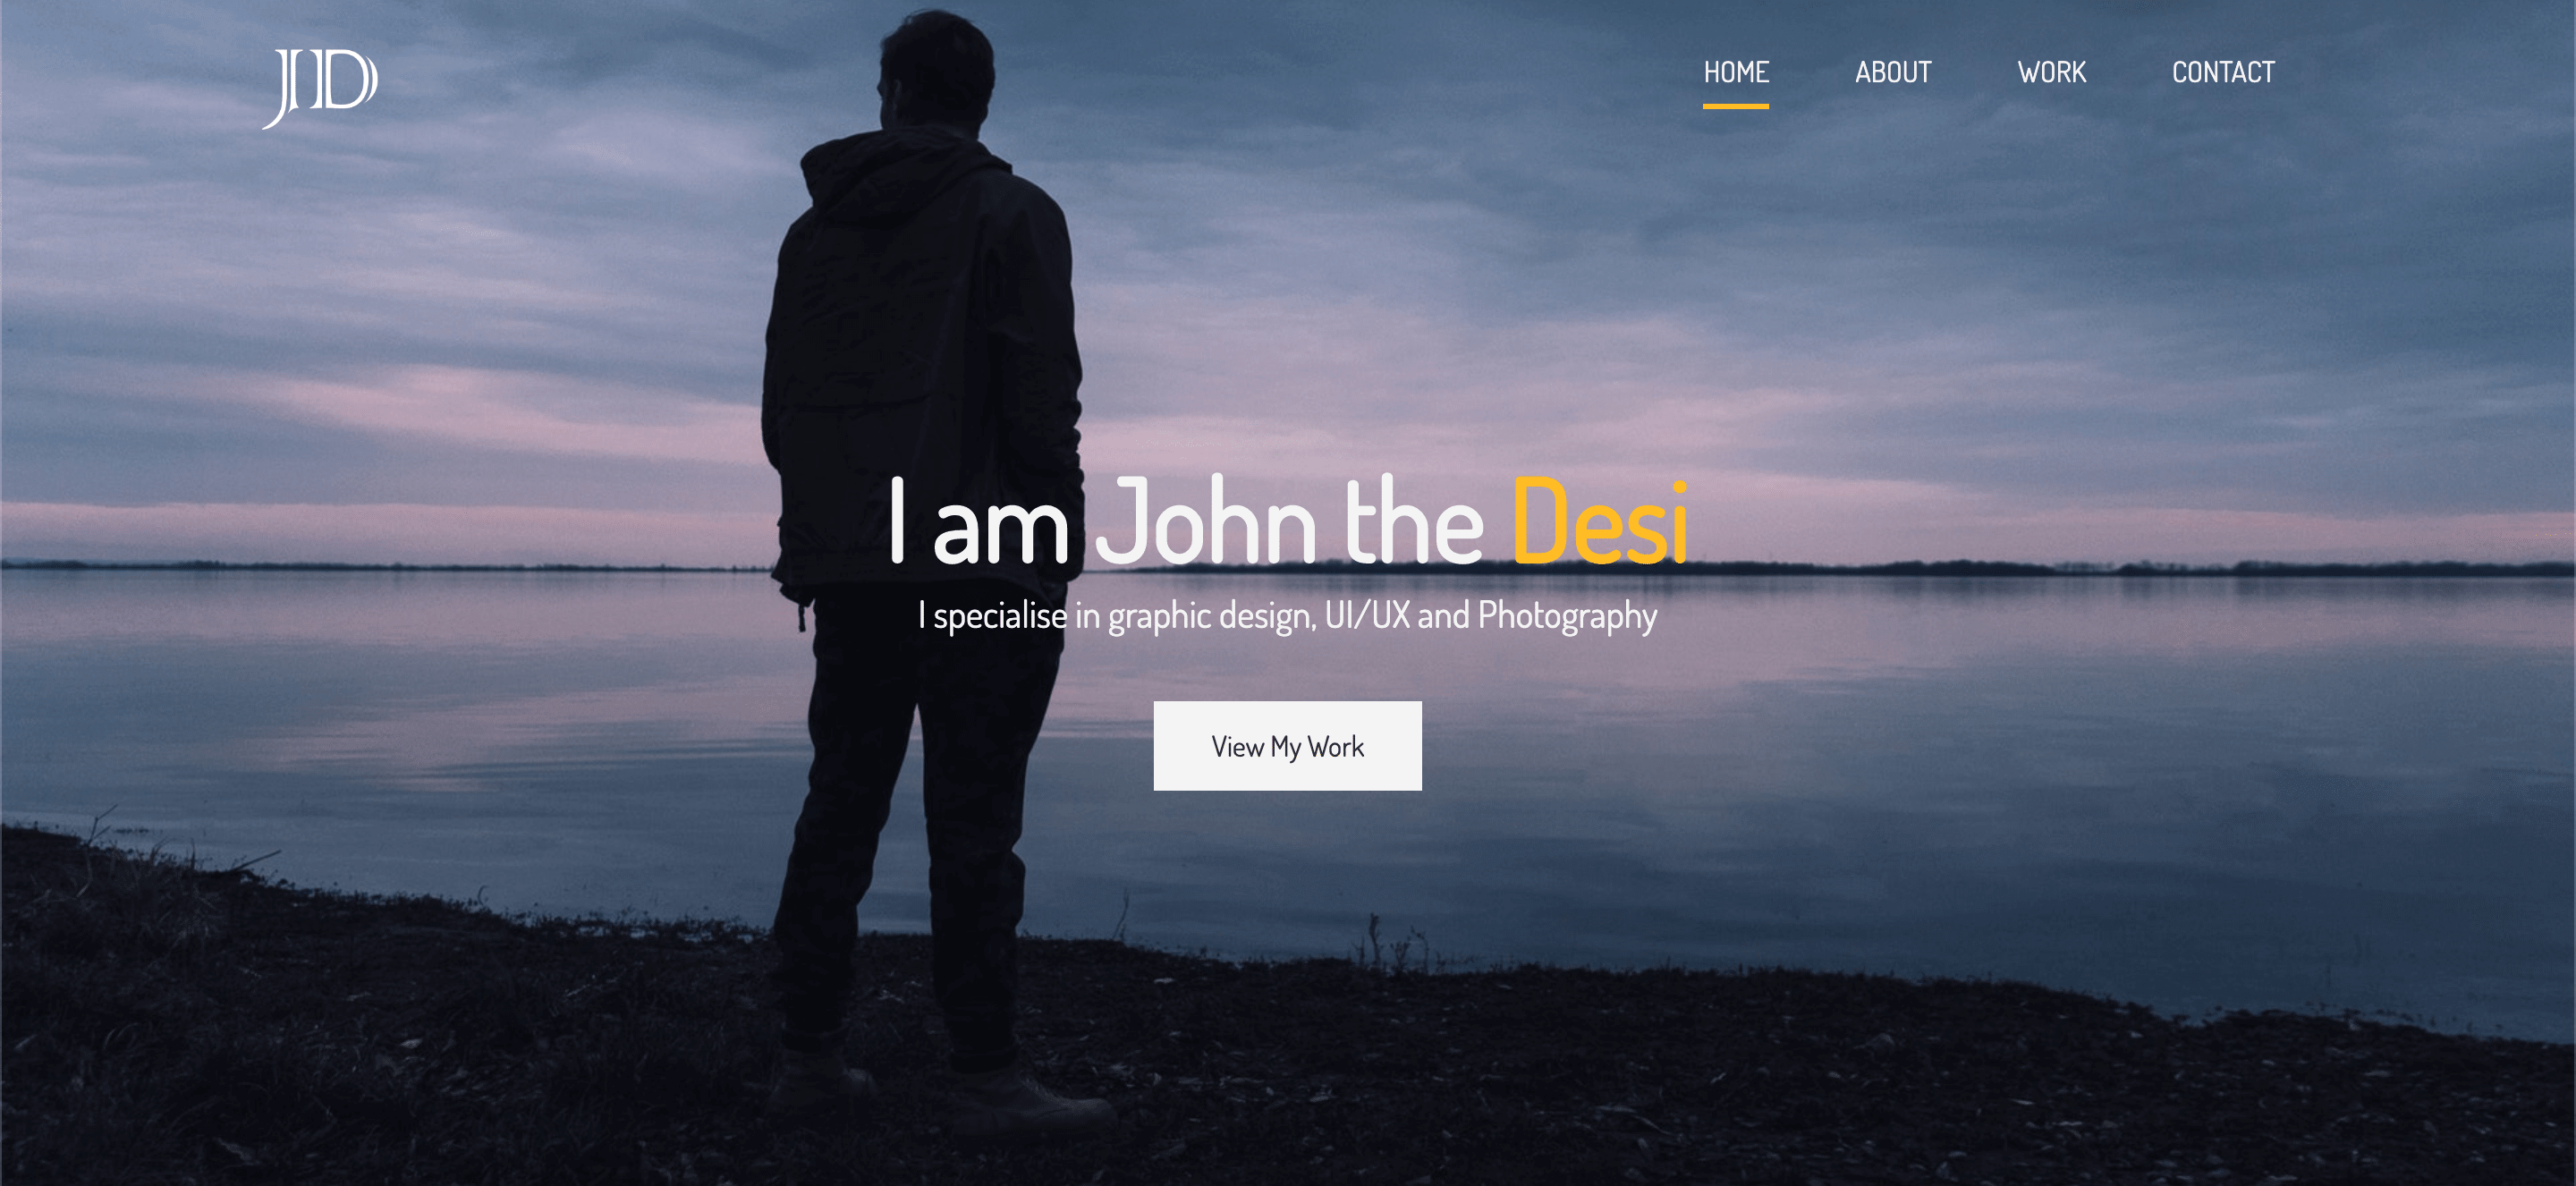 JD
HOME ABOUT WORK CONTACT
I am John the Desi
I specialise in graphic design, UI/UX and Photography
View My Work